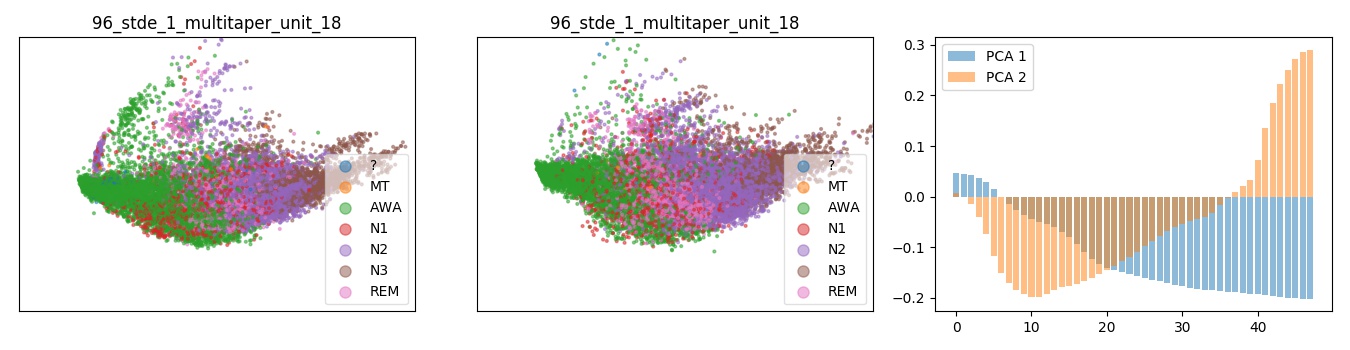 96_stde_1_multitaper_unit_18
?
MT
AWA
N1
N2
N3
REM
96_stde_1_multitaper_unit_18
?
MT
AWA
N1
N2
N3
REM
PCA 1
PCA 2
0.3
0.2
0.1
0.0
−0.1
−0.2
0 10 20 30 40